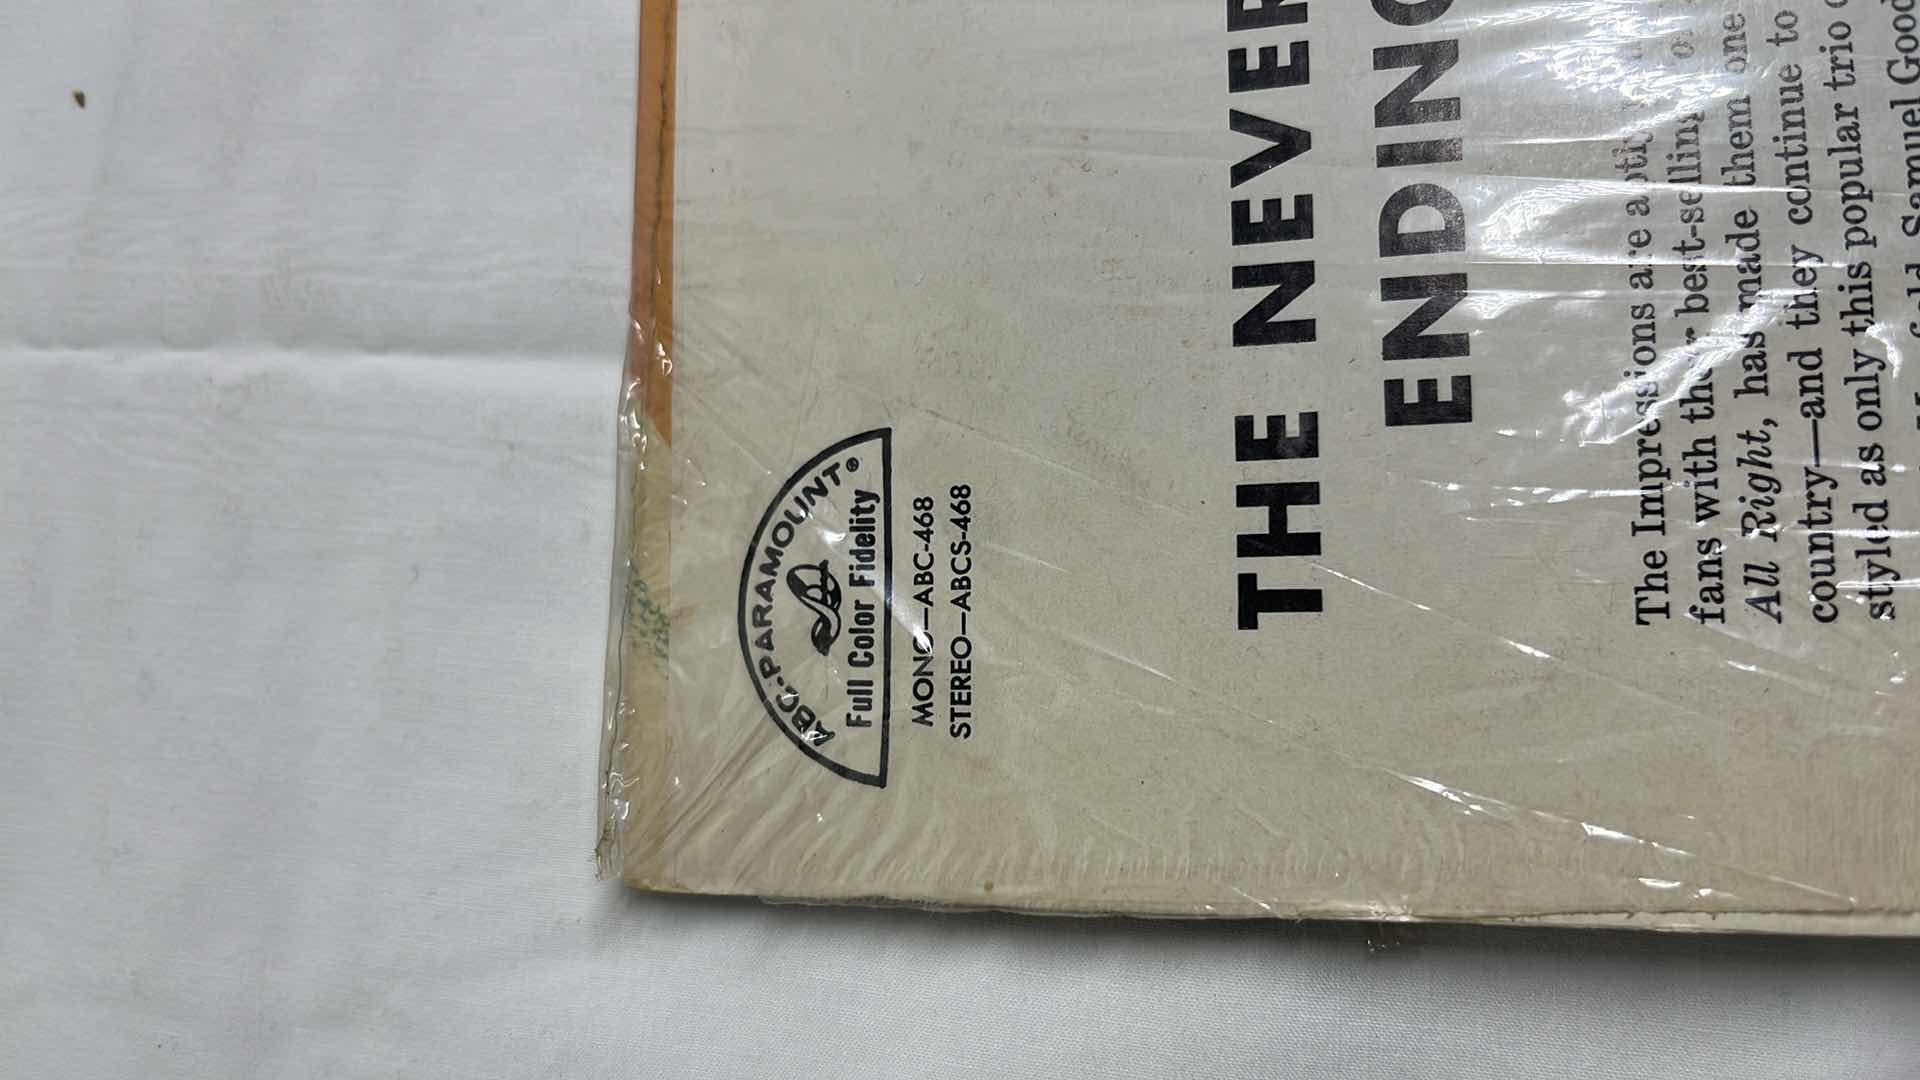 ABC-PARAMOUNT®
Full Color Fidelity
MONO—ABC-468
STEREO—ABCS-468
THE NEVER
ENDING
The Impressions are a
fans with their best-selling
All Right, has made them one
country—and they continue to
styled as only this popular trio
Samuel Good